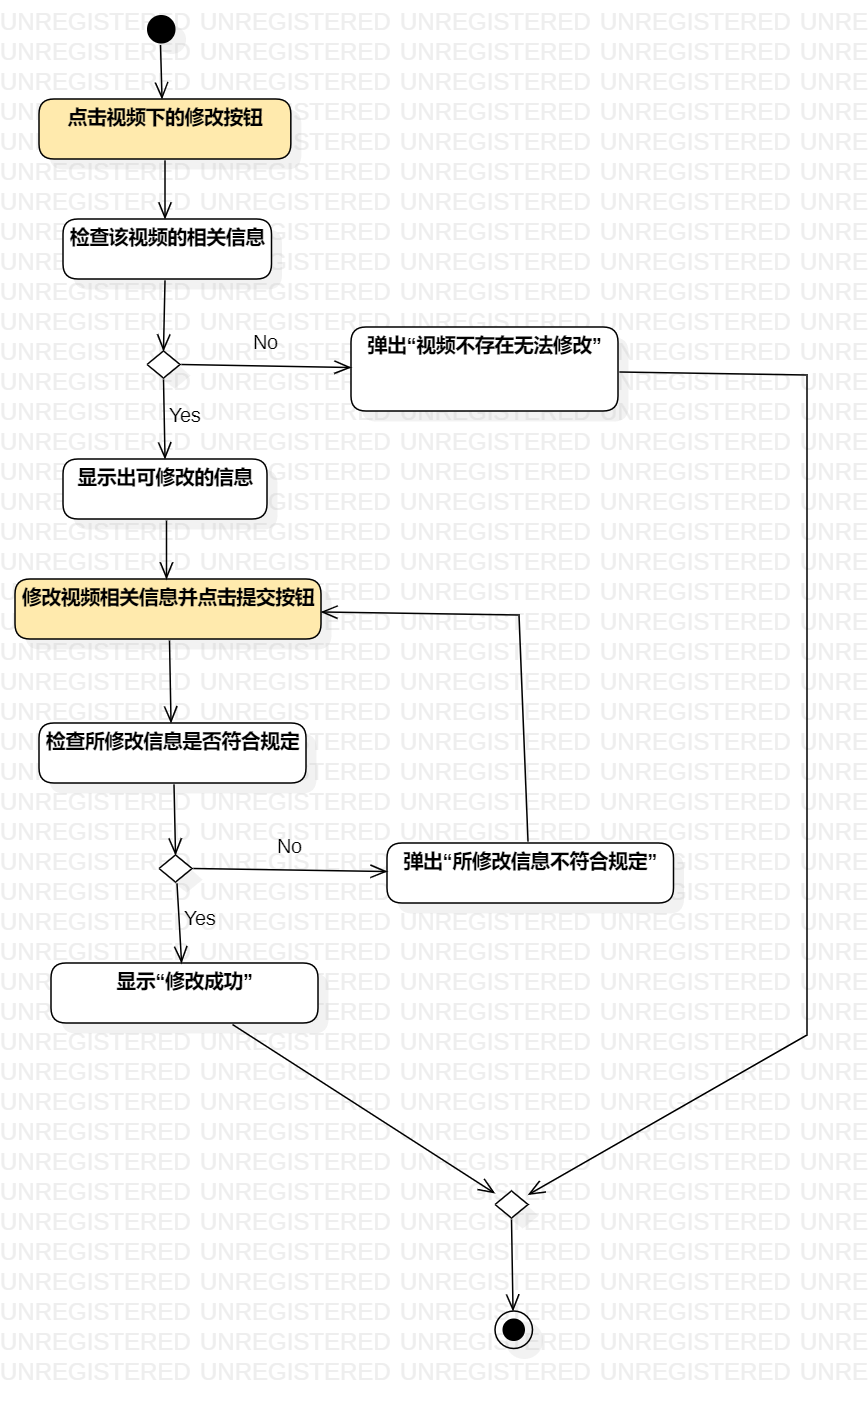 点击视频下的修改按钮
检查该视频的相关信息
No
弹出“视频不存在无法修改”
Yes
显示出可修改的信息
修改视频相关信息并点击提交按钮
检查所修改信息是否符合规定
No
弹出“所修改信息不符合规定”
Yes
显示“修改成功”